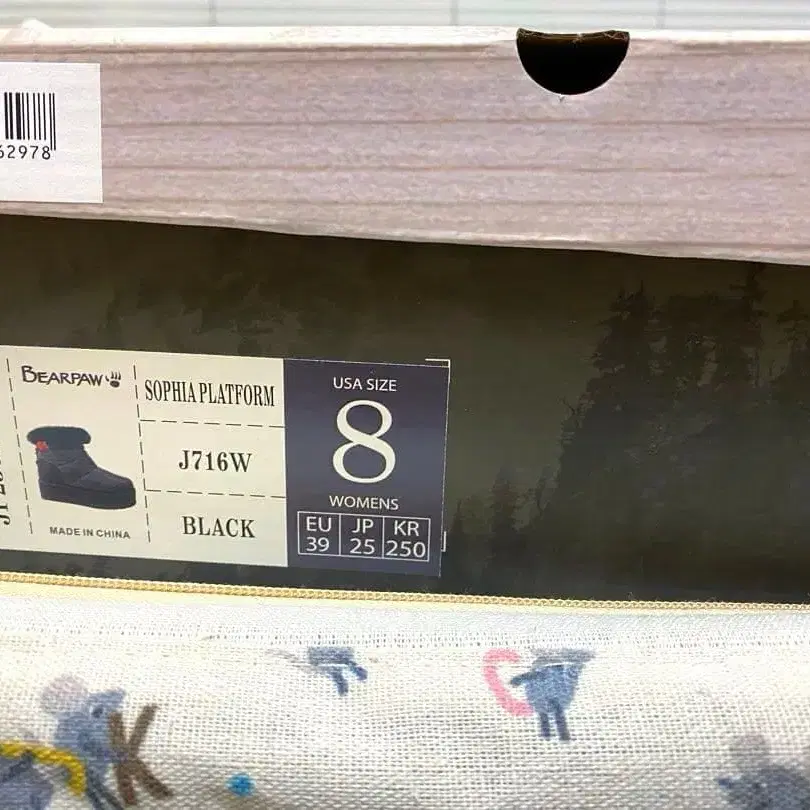 62978
BEARPAW
SOPHIA PLATFORM
J716W
BLACK
MADE IN CHINA
USA SIZE
8
WOMENS
EU JP KR
39 25 250
K